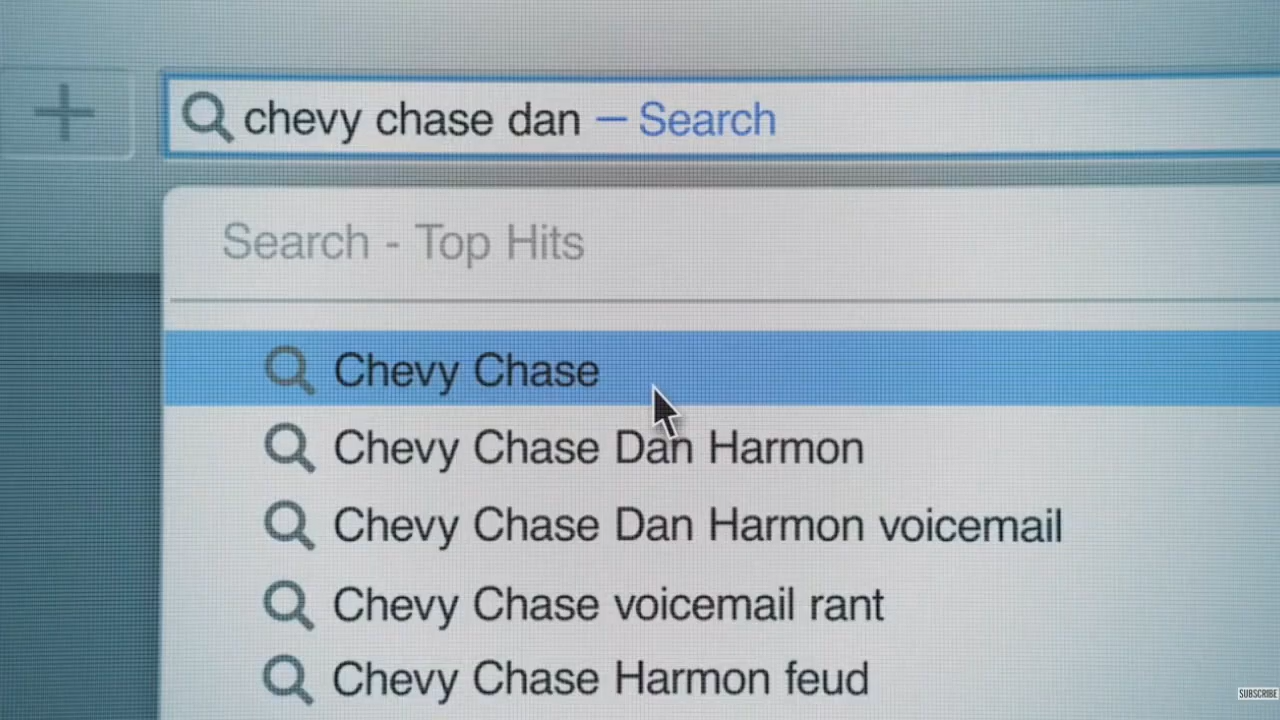 chevy chase dan – Search
Search - Top Hits
Chevy Chase
Chevy Chase Dan Harmon
Chevy Chase Dan Harmon voicemail
Chevy Chase voicemail rant
Chevy Chase Harmon feud
SUBSCRIBE